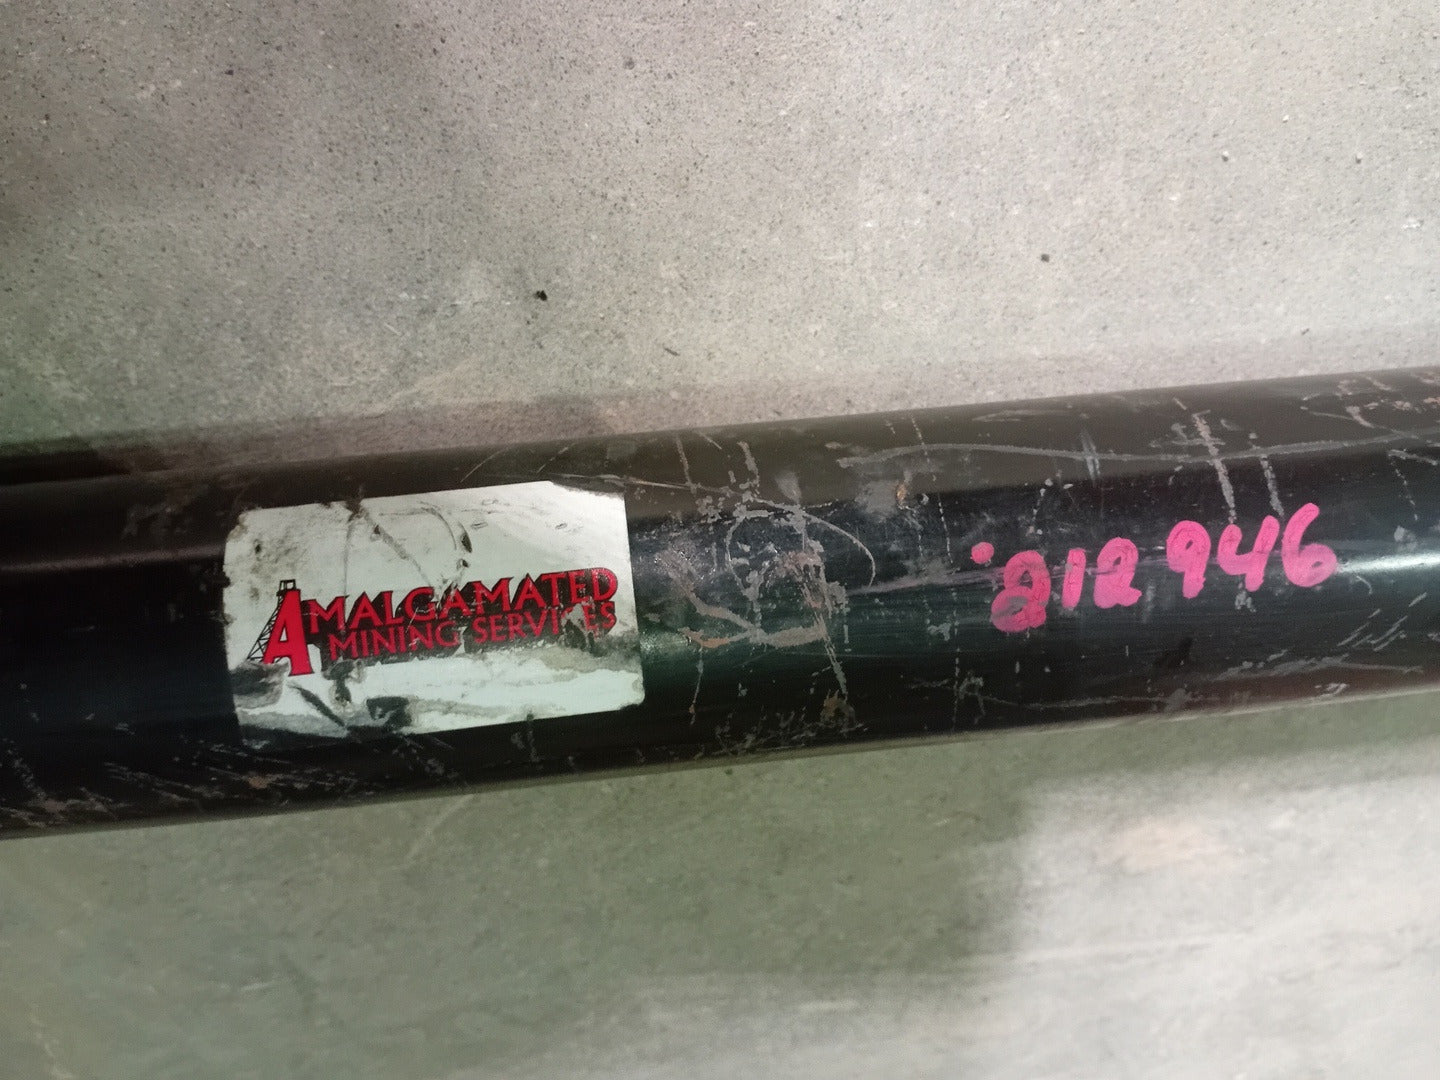 AMALGAMATED
MINING SERVICES
212946